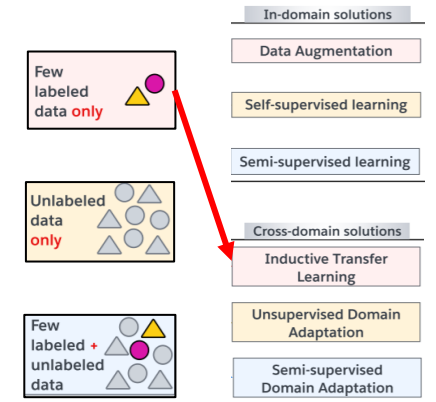 In-domain solutions
Data Augmentation
Self-supervised learning
Semi-supervised learning
Few
labeled
data only
Unlabeled
data
only
Few
labeled +
unlabeled
data
Cross-domain solutions
Inductive Transfer
Learning
Unsupervised Domain
Adaptation
Semi-supervised
Domain Adaptation